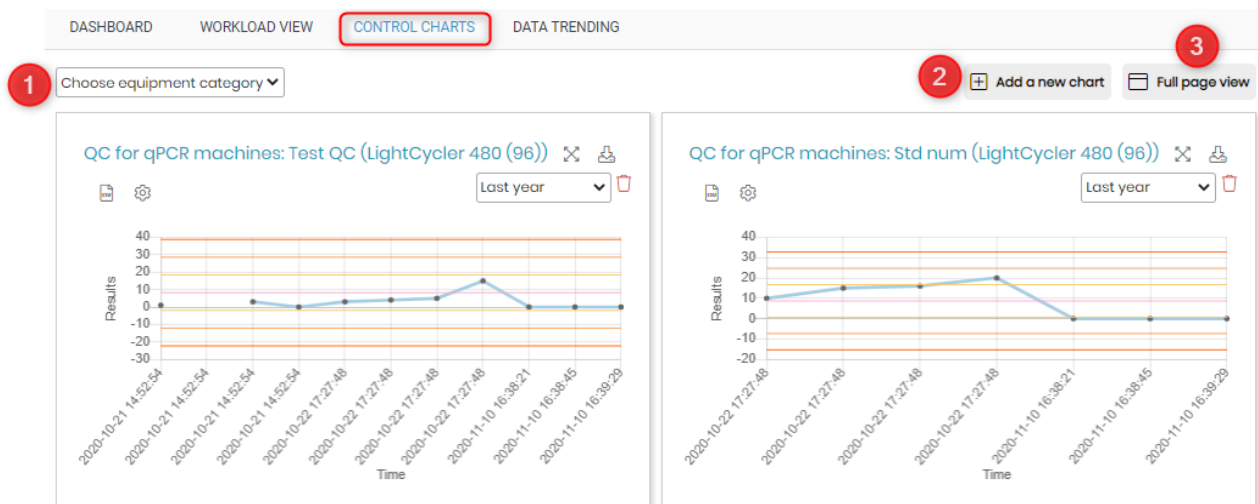 DASHBOARD WORKLOAD VIEW CONTROL CHARTS DATA TRENDING
3
1 Choose equipment category 2 Add a new chart Full page view
QC for qPCR machines: Test QC (LightCycler 480 (96))
CSV
Last year
40
30
20
10
0
-10
-20
-30
Results
2020-10-21 14:52:54
2020-10-21 14:52:54
2020-10-21 14:52:54
2020-10-21 14:52:54
2020-10-22 17:27:48
2020-10-22 17:27:48
2020-10-22 17:27:48
2020-10-22 17:27:48
2020-11-10 16:38:21
2020-11-10 16:38:45
2020-11-10 16:39:29
Time
QC for qPCR machines: Std num (LightCycler 480 (96))
CSV
Last year
40
30
20
10
0
-10
-20
Results
2020-10-22 17:27:48
2020-10-22 17:27:48
2020-10-22 17:27:48
2020-10-22 17:27:48
2020-11-10 16:38:21
2020-11-10 16:38:45
2020-11-10 16:39:29
Time